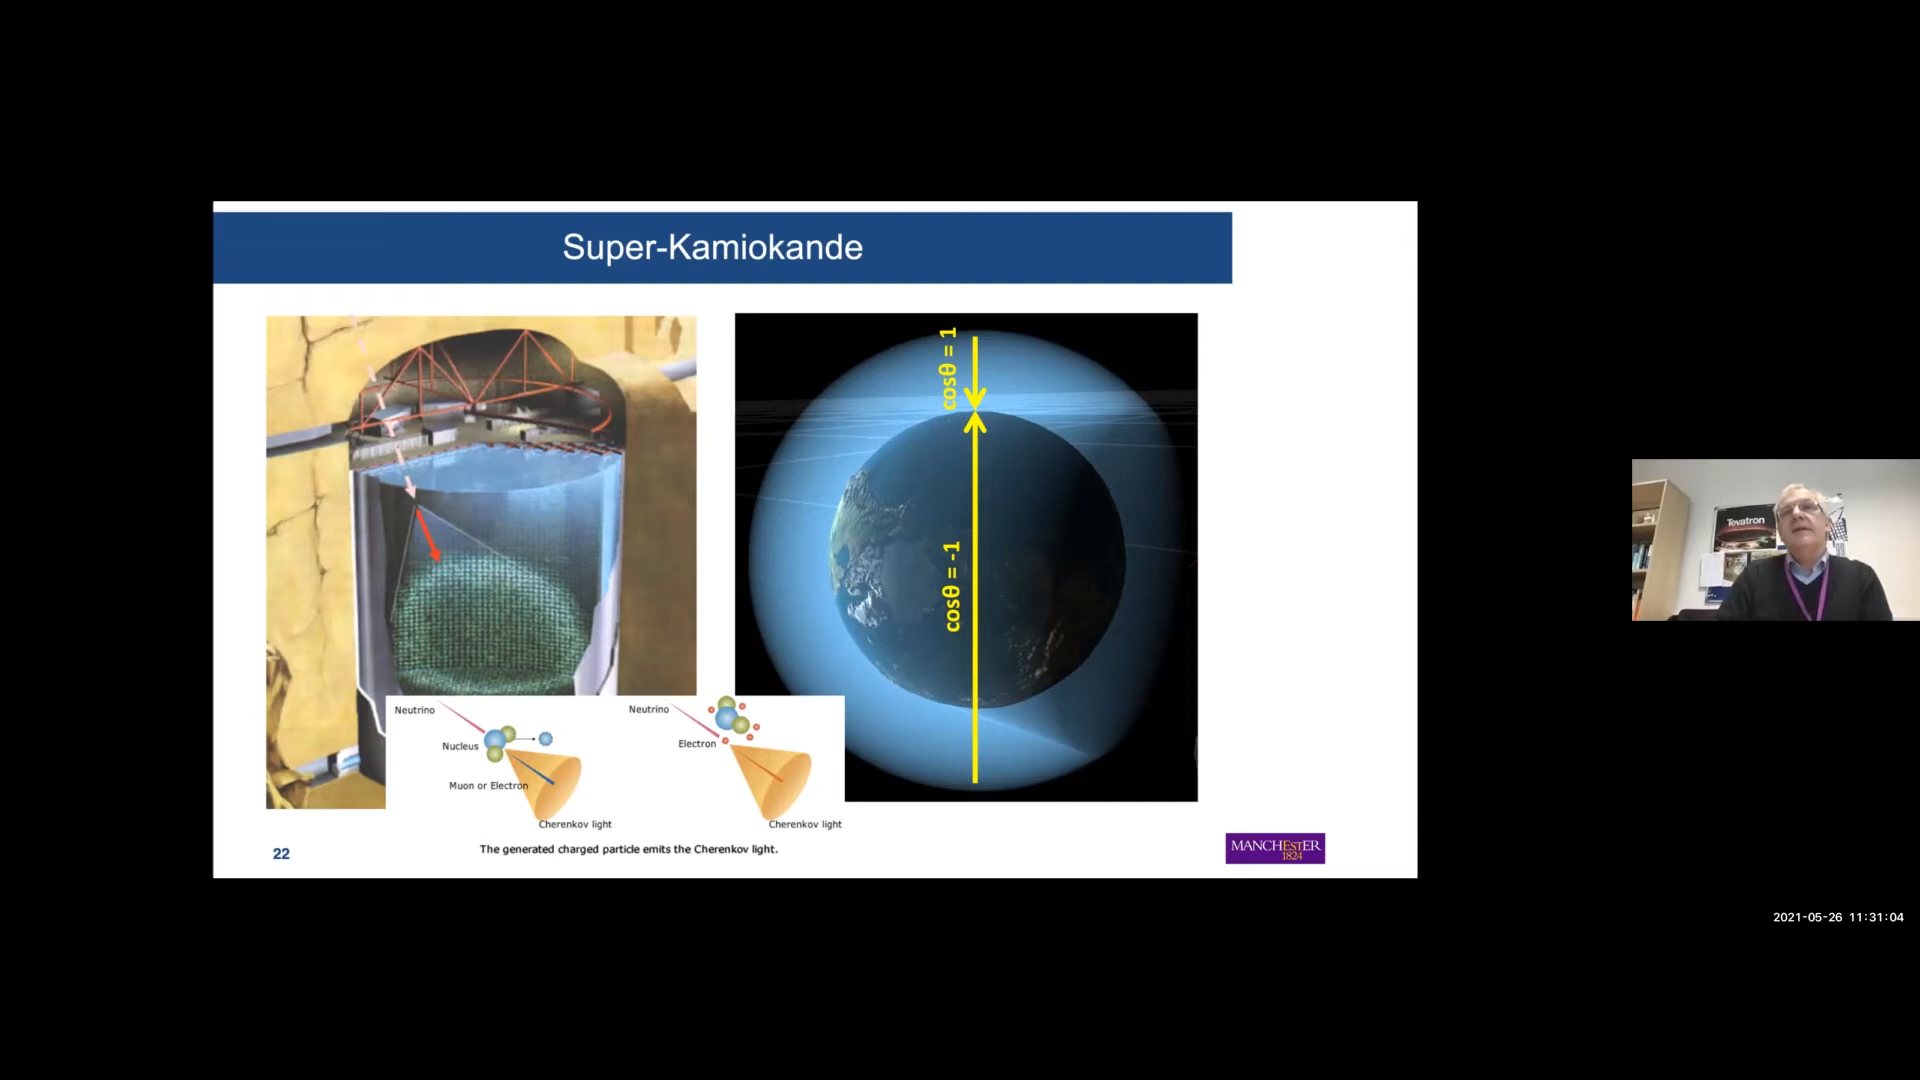 Super-Kamiokande
cosθ = 1
cosθ = -1
Neutrino
Nucleus
Muon or Electron
Cherenkov light
Neutrino
Electron
Cherenkov light
The generated charged particle emits the Cherenkov light.
22
MANCHEstER
1824
Tevatron
2021-05-26 11:31:04